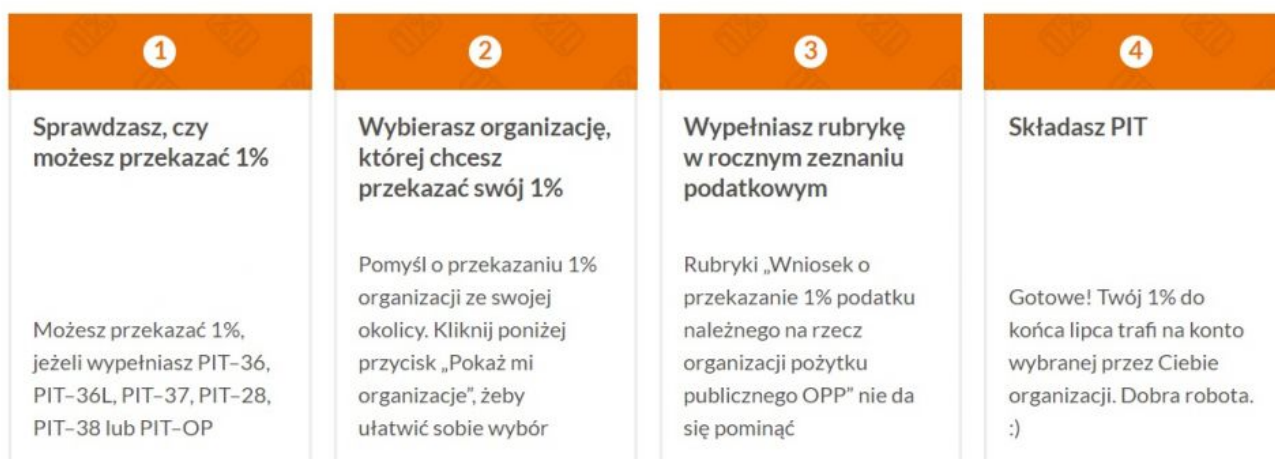 1
Sprawdzasz, czy
możesz przekazać 1%
Możesz przekazać 1%,
jeżeli wypełniasz PIT–36,
PIT–36L, PIT–37, PIT–28,
PIT–38 lub PIT–OP
2
Wybierasz organizację,
której chcesz
przekazać swój 1%
Pomyśl o przekazaniu 1%
organizacji ze swojej
okolicy. Kliknij poniżej
przycisk „Pokaż mi
organizacje”, żeby
ułatwić sobie wybór
3
Wypełniasz rubrykę
w rocznym zeznaniu
podatkowym
Rubryki „Wniosek o
przekazanie 1% podatku
należnego na rzecz
organizacji pożytku
publicznego OPP” nie da
się pominąć
4
Składasz PIT
Gotowe! Twój 1% do
końca lipca trafi na konto
wybranej przez Ciebie
organizacji. Dobra robota.
:)